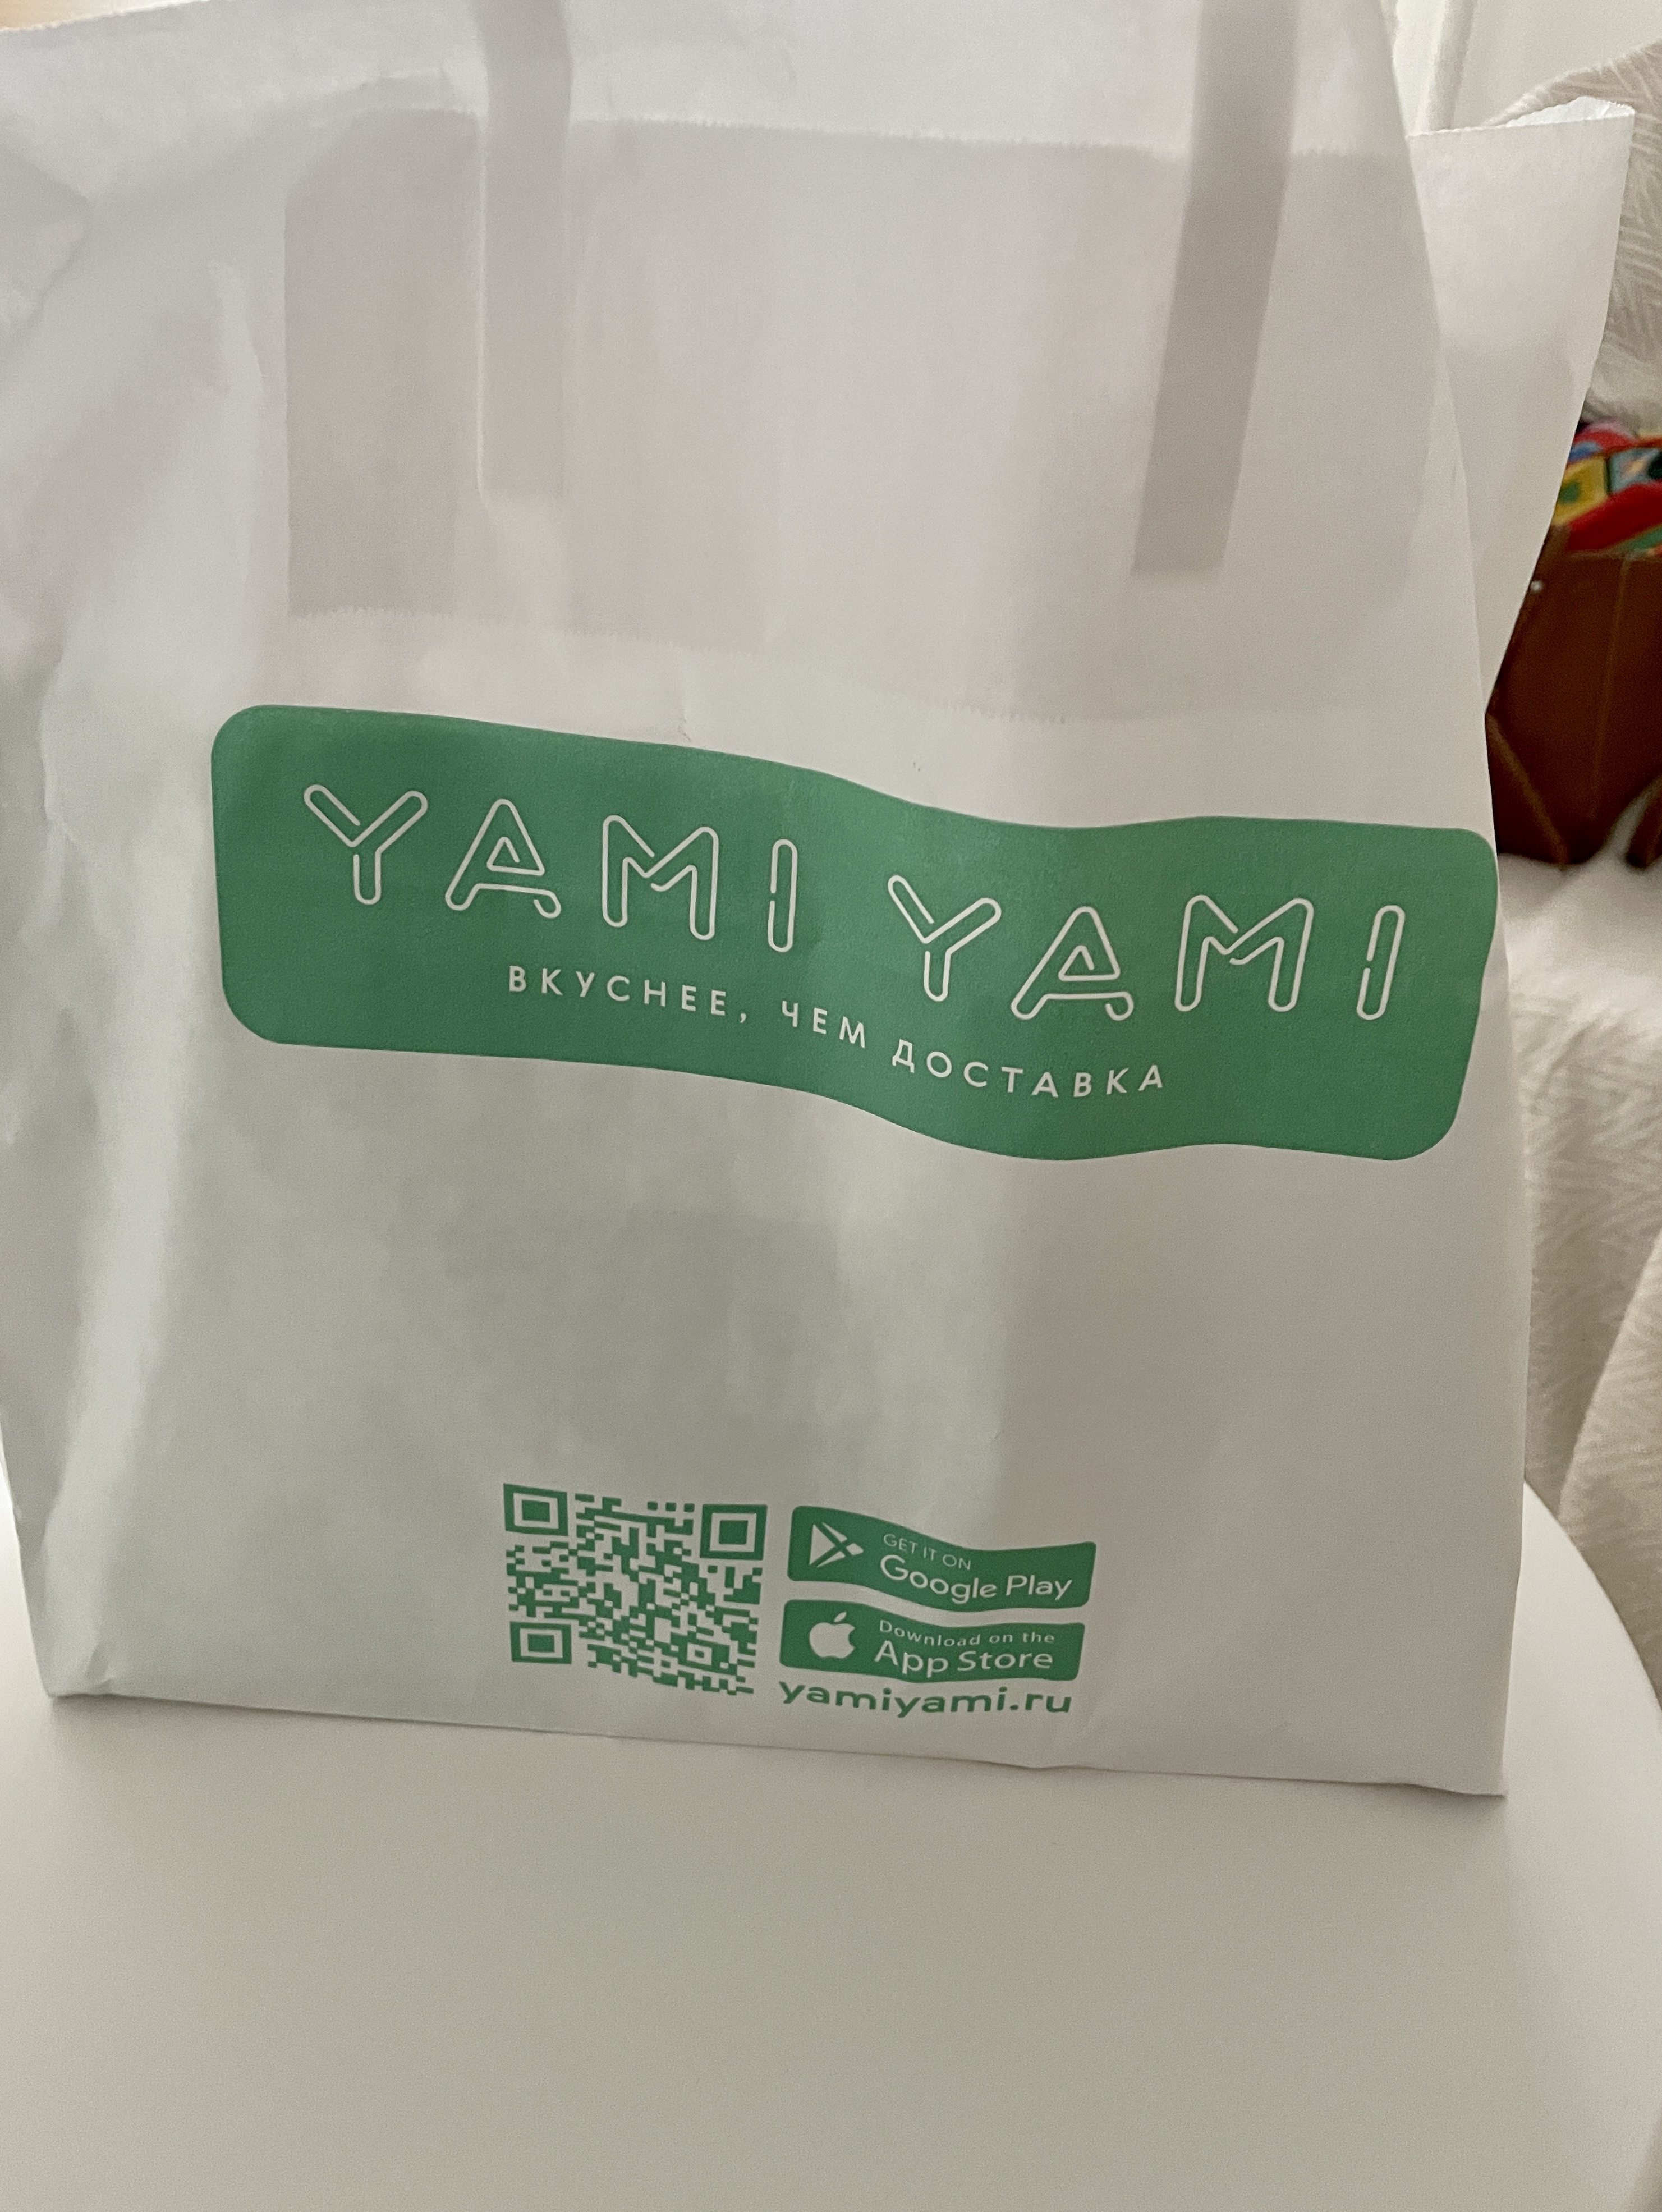 YAMI YAMI
ВКУСНЕЕ, ЧЕМ ДОСТАВКА
GET IT ON
Google Play
Download on the
App Store
yamiyami.ru